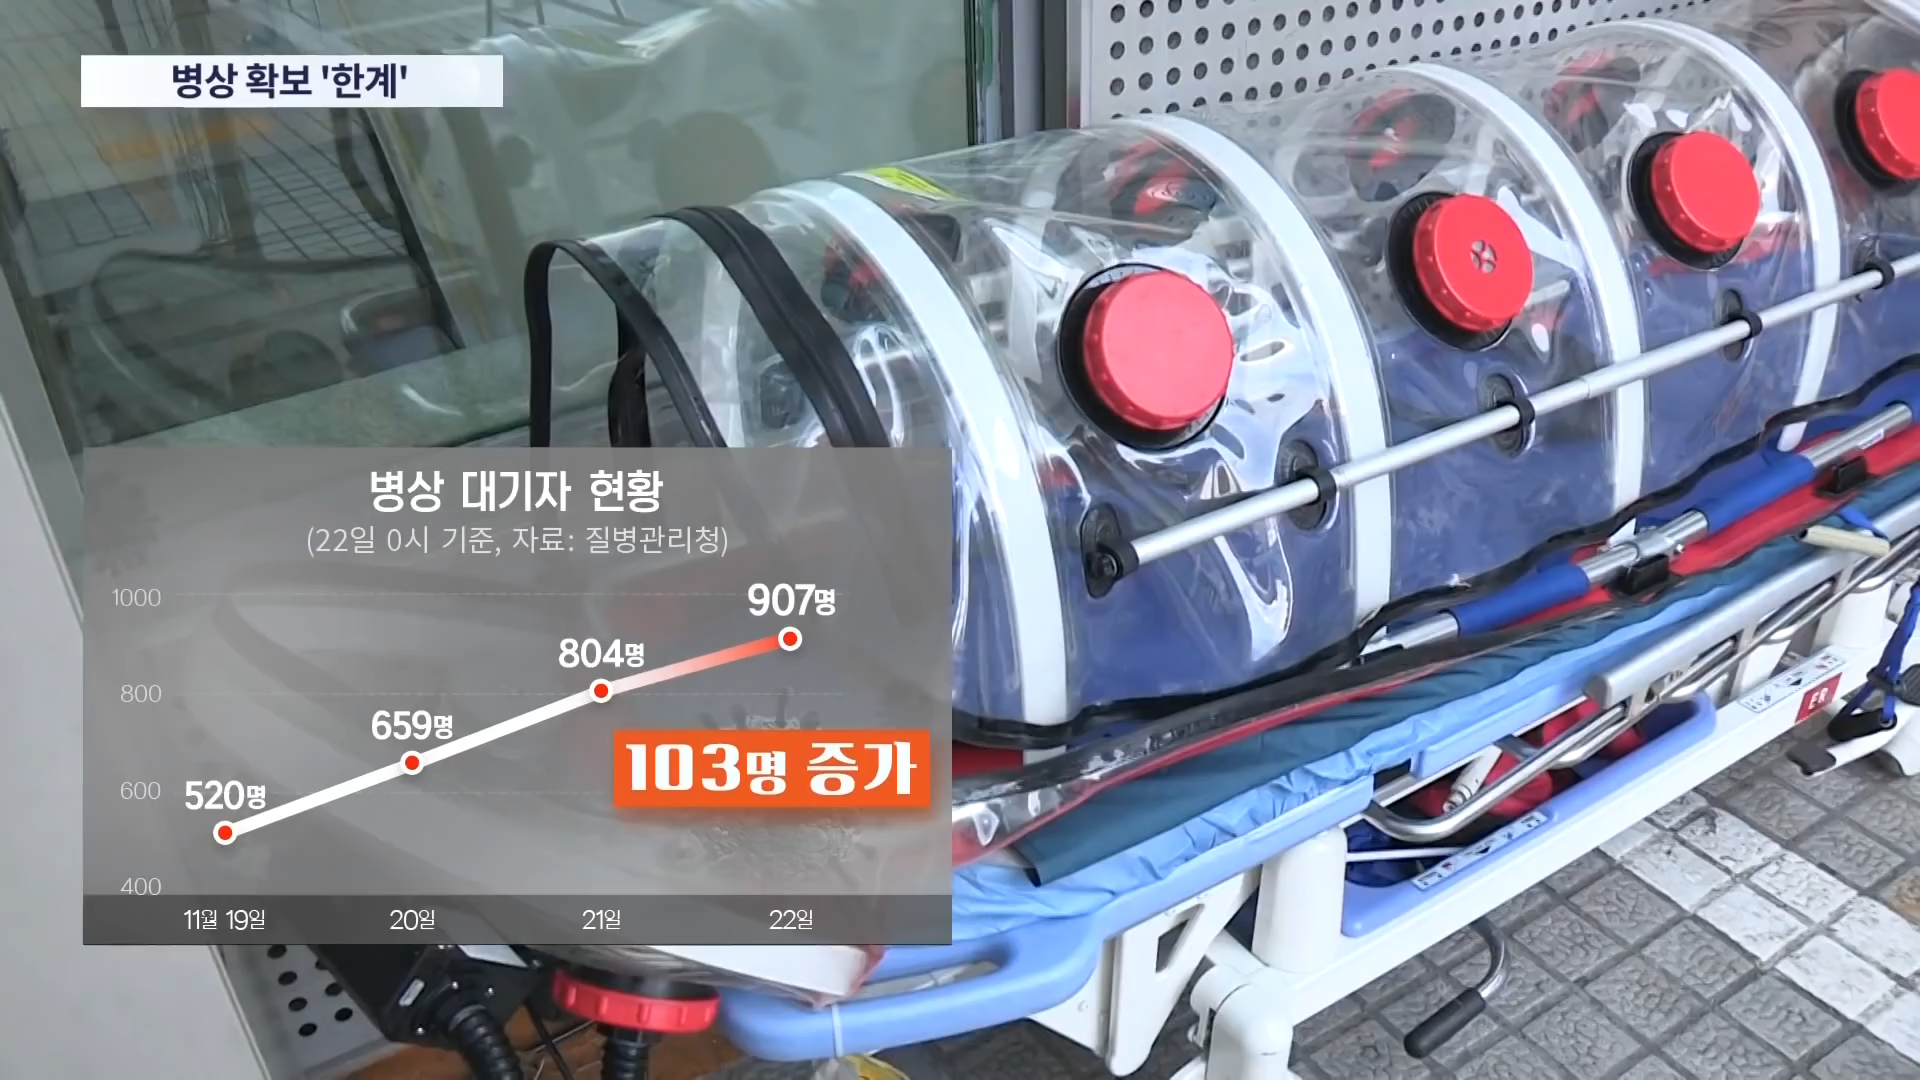 병상 확보 '한계'
병상 대기자 현황
(22일 0시 기준, 자료: 질병관리청)
1000
800
600
400
520명
659명
804명
907명
103명 증가
11월 19일
20일
21일
22일
ER